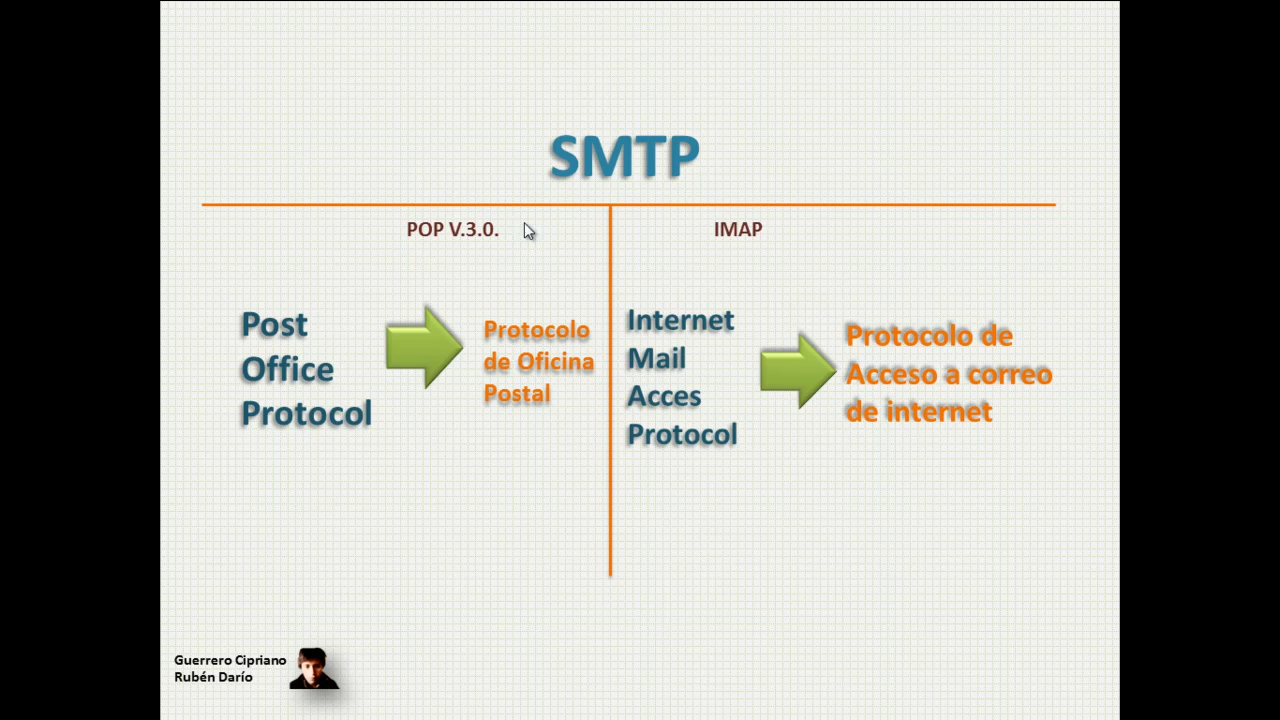 SMTP
POP V.3.0.
IMAP
Post
Office
Protocol
Protocolo
de Oficina
Postal
Internet
Mail
Acces
Protocol
Protocolo de
Acceso a correo
de internet
Guerrero Cipriano
Rubén Darío